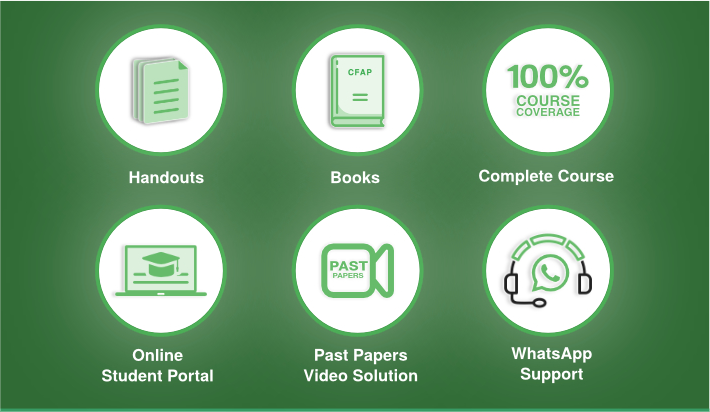 CFAP
100%
COURSE
COVERAGE
Handouts
Books
Complete Course
PAST
PAPERS
Online
Student Portal
Past Papers
Video Solution
WhatsApp
Support